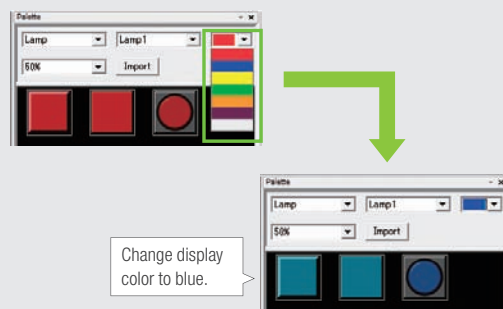 Palette
Lamp
Lamp1
50%
Import
Palette
Lamp
Lamp1
50%
Import
Change display
color to blue.